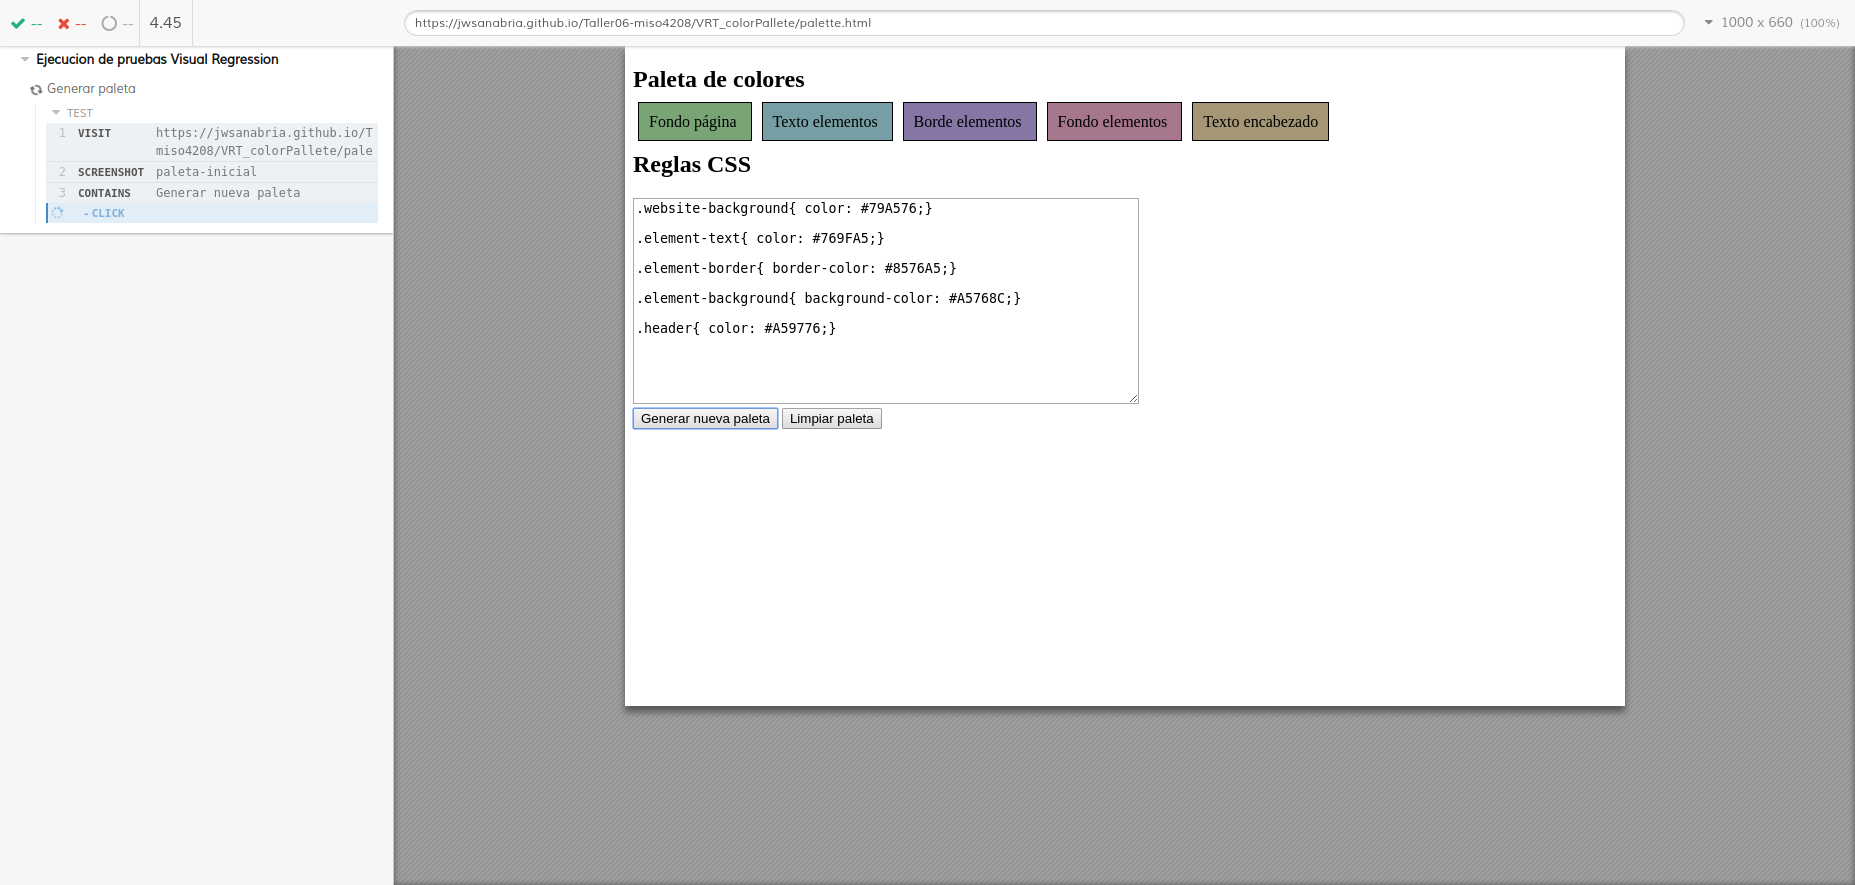 -- -- -- 4.45
https://jwsanabria.github.io/Taller06-miso4208/VRT_colorPallete/palette.html
1000 x 660 (100%)
Ejecucion de pruebas Visual Regression
Generar paleta
TEST
1 VISIT https://jwsanabria.github.io/T
miso4208/VRT_colorPallete/pale
2 SCREENSHOT paleta-inicial
3 CONTAINS Generar nueva paleta
- CLICK
Paleta de colores
Fondo página Texto elementos Borde elementos Fondo elementos Texto encabezado
Reglas CSS
.website-background{ color: #79A576;}
.element-text{ color: #769FA5;}
.element-border{ border-color: #8576A5;}
.element-background{ background-color: #A5768C;}
.header{ color: #A59776;}
Generar nueva paleta Limpiar paleta